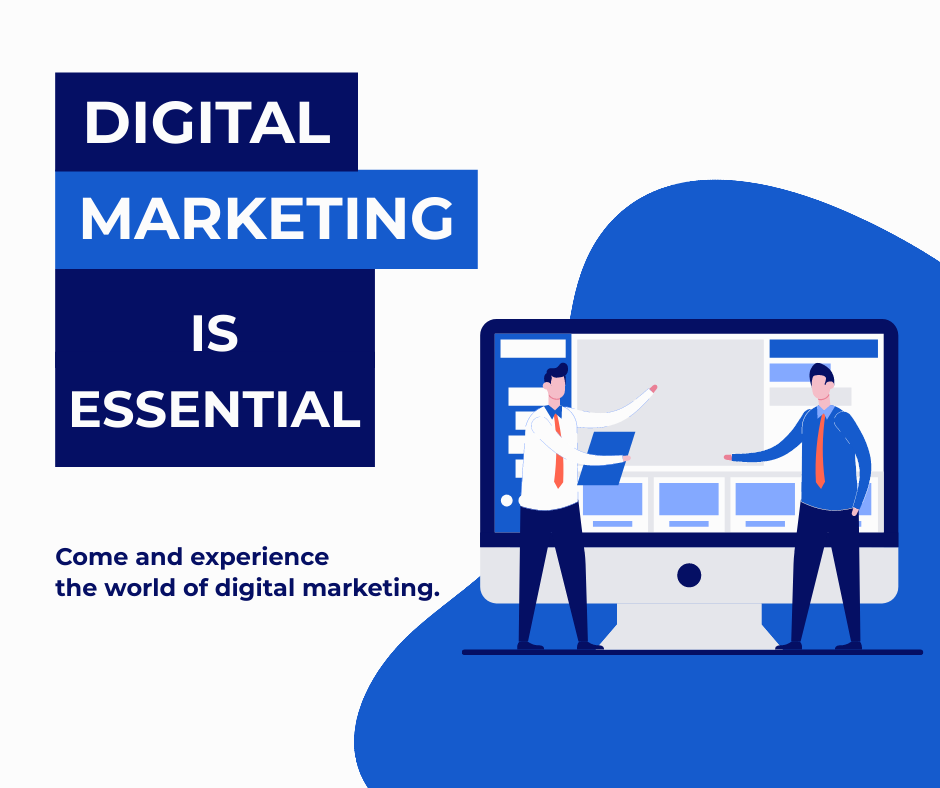 DIGITAL
MARKETING
IS
ESSENTIAL
Come and experience
the world of digital marketing.